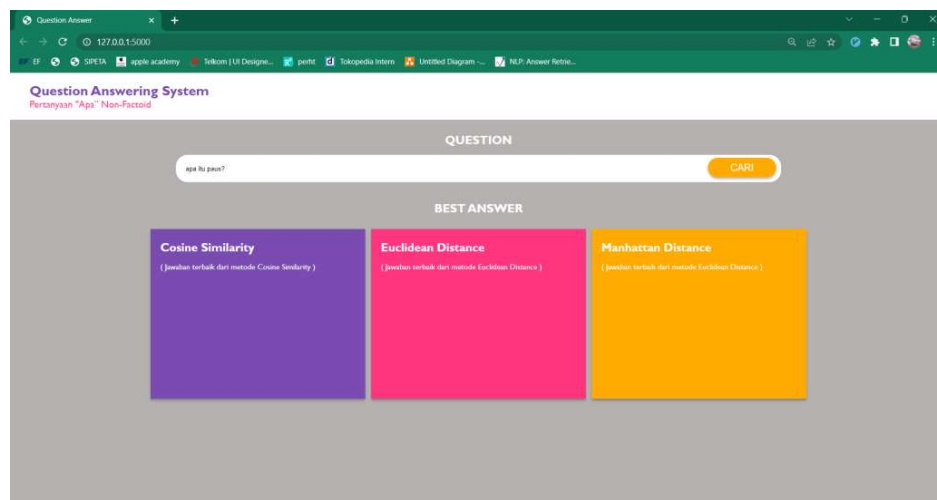 Question Answer
127.0.0.1:5000
EF SIPETA apple academy Telkom | UI Designe... perht Tokopedia Intern Untitled Diagram -... NLP: Answer Retrie...
Question Answering System
Pertanyaan "Apa" Non-Factoid
QUESTION
apa itu paus?
CARI
BEST ANSWER
Cosine Similarity
( Jawaban terbaik dari metode Cosine Similarity )
Euclidean Distance
( Jawaban terbaik dari metode Euclidean Distance )
Manhattan Distance
( Jawaban terbaik dari metode Euclidean Distance )